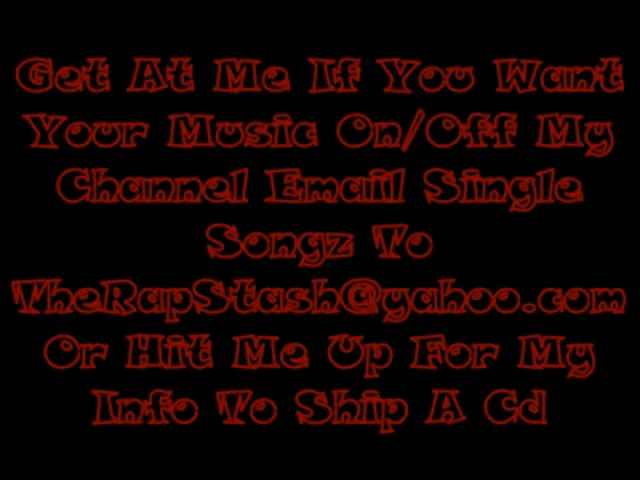 Get At Me If You Want
Your Music On/Off My
Channel Email Single
Songz To
TheRapStash@yahoo.com
Or Hit Me Up For My
Info To Ship A Cd